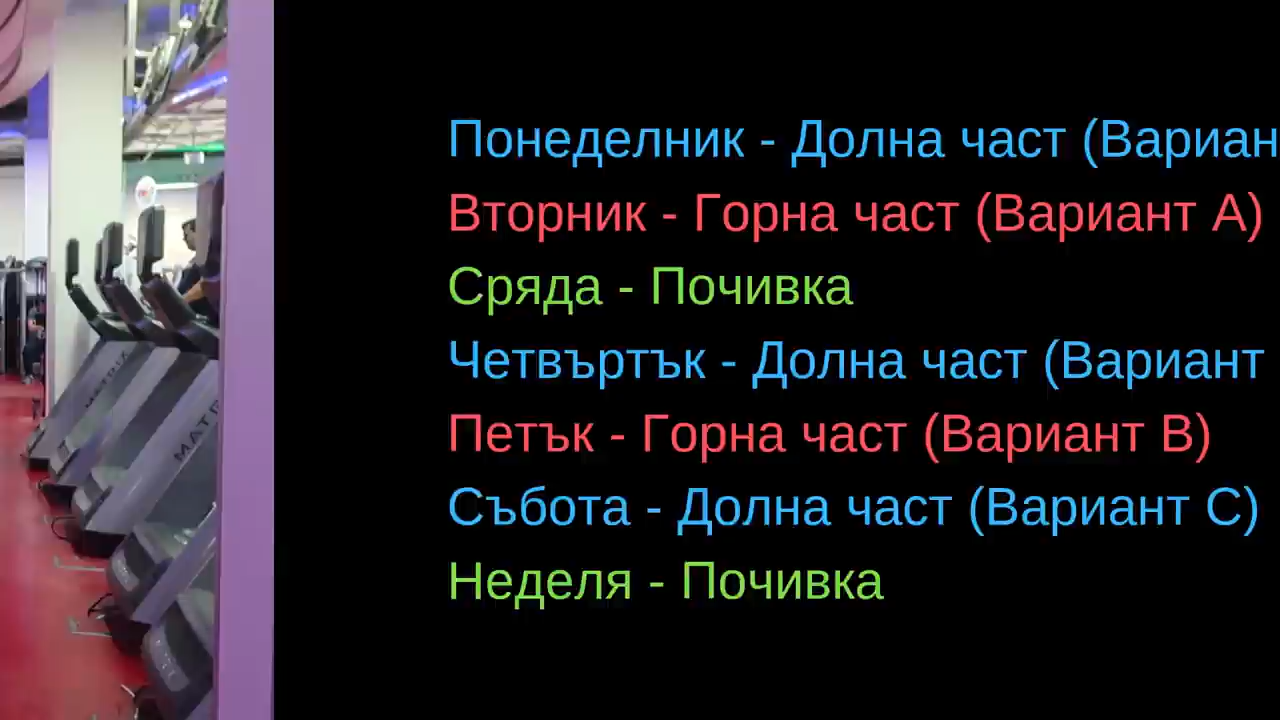 Понеделник - Долна част (Вариан
Вторник - Горна част (Вариант А)
Сряда - Почивка
Четвъртък - Долна част (Вариант
Петък - Горна част (Вариант В)
Събота - Долна част (Вариант С)
Неделя - Почивка
MATRIX